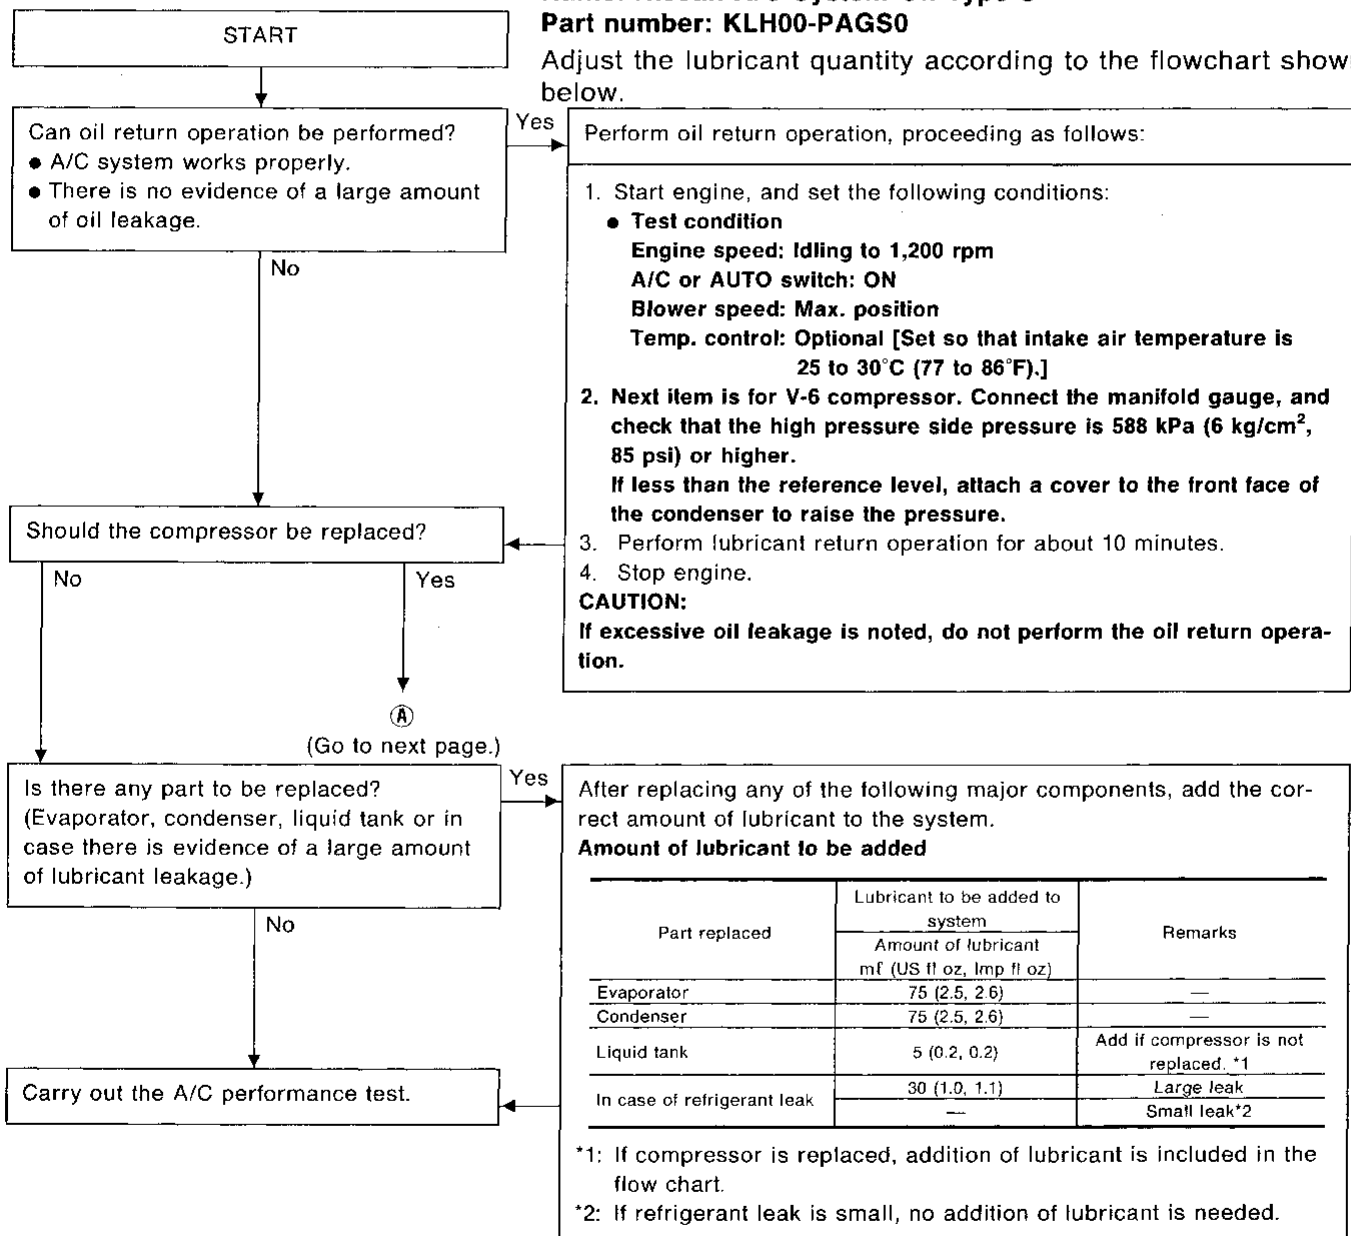 Part number: KLH00-PAGS0
Adjust the lubricant quantity according to the flowchart show
below.
START
Can oil return operation be performed?
● A/C system works properly.
● There is no evidence of a large amount
of oil leakage.
Yes
No
Perform oil return operation, proceeding as follows:
1. Start engine, and set the following conditions:
● Test condition
Engine speed: Idling to 1,200 rpm
A/C or AUTO switch: ON
Blower speed: Max. position
Temp. control: Optional [Set so that intake air temperature is
25 to 30°C (77 to 86°F).]
2. Next item is for V-6 compressor. Connect the manifold gauge, and
check that the high pressure side pressure is 588 kPa (6 kg/cm², 
85 psi) or higher.
If less than the reference level, attach a cover to the front face of
the condenser to raise the pressure.
3. Perform lubricant return operation for about 10 minutes.
4. Stop engine.
CAUTION:
If excessive oil leakage is noted, do not perform the oil return opera-
tion.
Should the compressor be replaced?
No
Yes
Ⓐ
(Go to next page.)
Is there any part to be replaced?
(Evaporator, condenser, liquid tank or in
case there is evidence of a large amount
of lubricant leakage.)
Yes
No
After replacing any of the following major components, add the cor-
rect amount of lubricant to the system.
Amount of lubricant to be added
Part replaced
Lubricant to be added to
system
Amount of lubricant
mℓ (US fl oz, Imp fl oz)
Remarks
Evaporator 75 (2.5, 2.6) —
Condenser 75 (2.5, 2.6) —
Liquid tank 5 (0.2, 0.2) Add if compressor is not
replaced. *1
In case of refrigerant leak 30 (1.0, 1.1) Large leak
— Small leak*2
*1: If compressor is replaced, addition of lubricant is included in the
flow chart.
*2: If refrigerant leak is small, no addition of lubricant is needed.
Carry out the A/C performance test.